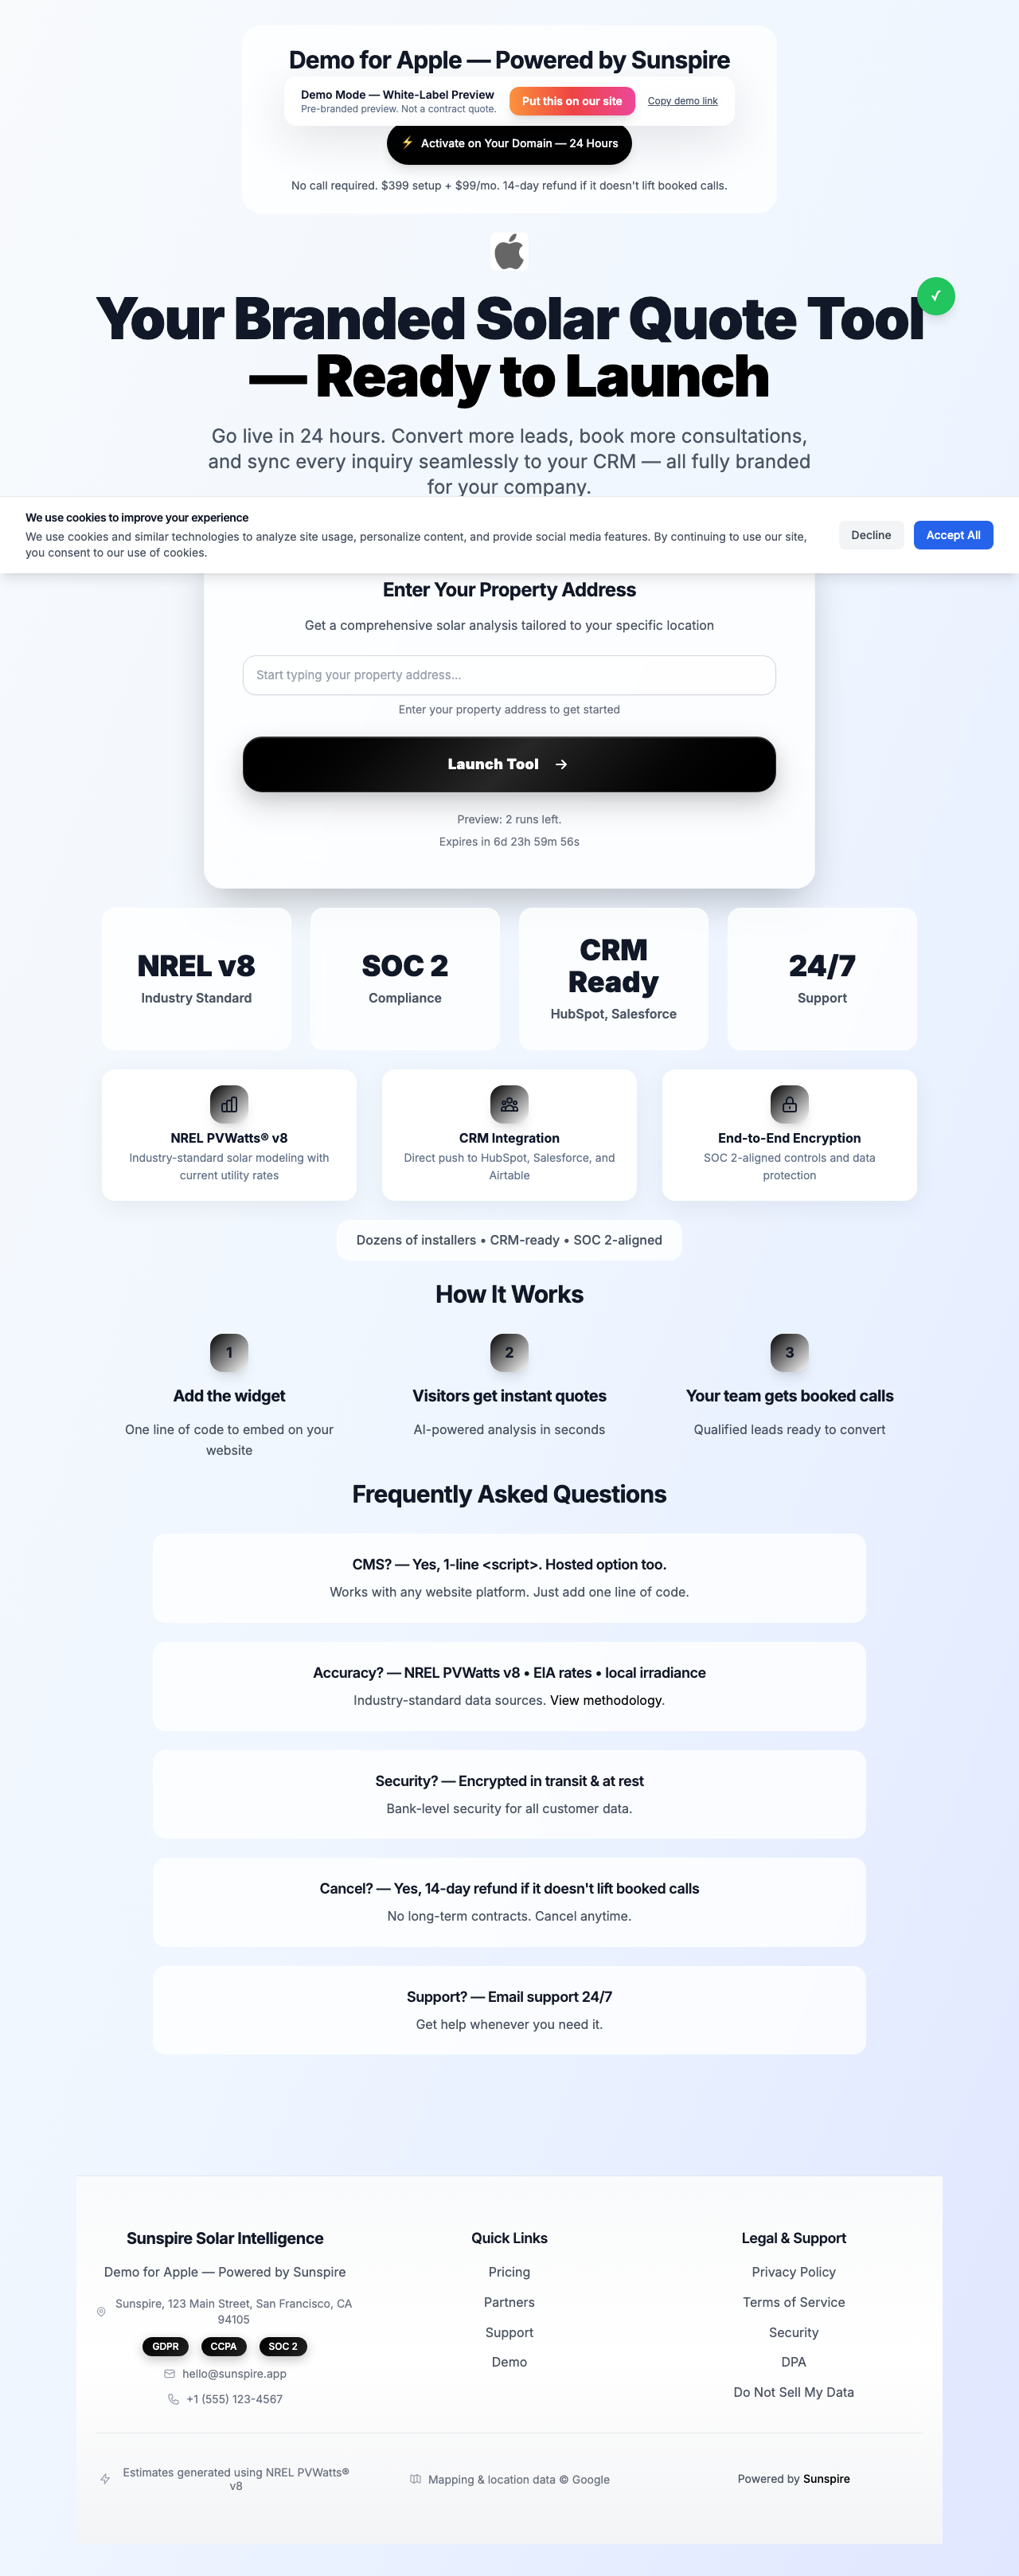 Demo for Apple — Powered by Sunspire
Demo Mode — White-Label Preview
Pre-branded preview. Not a contract quote.
Put this on our site
Copy demo link
⚡ Activate on Your Domain — 24 Hours
No call required. $399 setup + $99/mo. 14-day refund if it doesn't lift booked calls.
✓
Your Branded Solar Quote Tool
— Ready to Launch
Go live in 24 hours. Convert more leads, book more consultations,
and sync every inquiry seamlessly to your CRM — all fully branded
for your company.
We use cookies to improve your experience
We use cookies and similar technologies to analyze site usage, personalize content, and provide social media features. By continuing to use our site,
you consent to our use of cookies.
Decline
Accept All
Enter Your Property Address
Get a comprehensive solar analysis tailored to your specific location
Start typing your property address...
Enter your property address to get started
Launch Tool →
Preview: 2 runs left.
Expires in 6d 23h 59m 56s
NREL v8
Industry Standard
SOC 2
Compliance
CRM
Ready
HubSpot, Salesforce
24/7
Support
NREL PVWatts® v8
Industry-standard solar modeling with
current utility rates
CRM Integration
Direct push to HubSpot, Salesforce, and
Airtable
End-to-End Encryption
SOC 2-aligned controls and data
protection
Dozens of installers • CRM-ready • SOC 2-aligned
How It Works
1
Add the widget
One line of code to embed on your
website
2
Visitors get instant quotes
AI-powered analysis in seconds
3
Your team gets booked calls
Qualified leads ready to convert
Frequently Asked Questions
CMS? — Yes, 1-line <script>. Hosted option too.
Works with any website platform. Just add one line of code.
Accuracy? — NREL PVWatts v8 • EIA rates • local irradiance
Industry-standard data sources. View methodology.
Security? — Encrypted in transit & at rest
Bank-level security for all customer data.
Cancel? — Yes, 14-day refund if it doesn't lift booked calls
No long-term contracts. Cancel anytime.
Support? — Email support 24/7
Get help whenever you need it.
Sunspire Solar Intelligence
Demo for Apple — Powered by Sunspire
Sunspire, 123 Main Street, San Francisco, CA
94105
GDPR
CCPA
SOC 2
hello@sunspire.app
+1 (555) 123-4567
Quick Links
Pricing
Partners
Support
Demo
Legal & Support
Privacy Policy
Terms of Service
Security
DPA
Do Not Sell My Data
Estimates generated using NREL PVWatts®
v8
Mapping & location data © Google
Powered by Sunspire